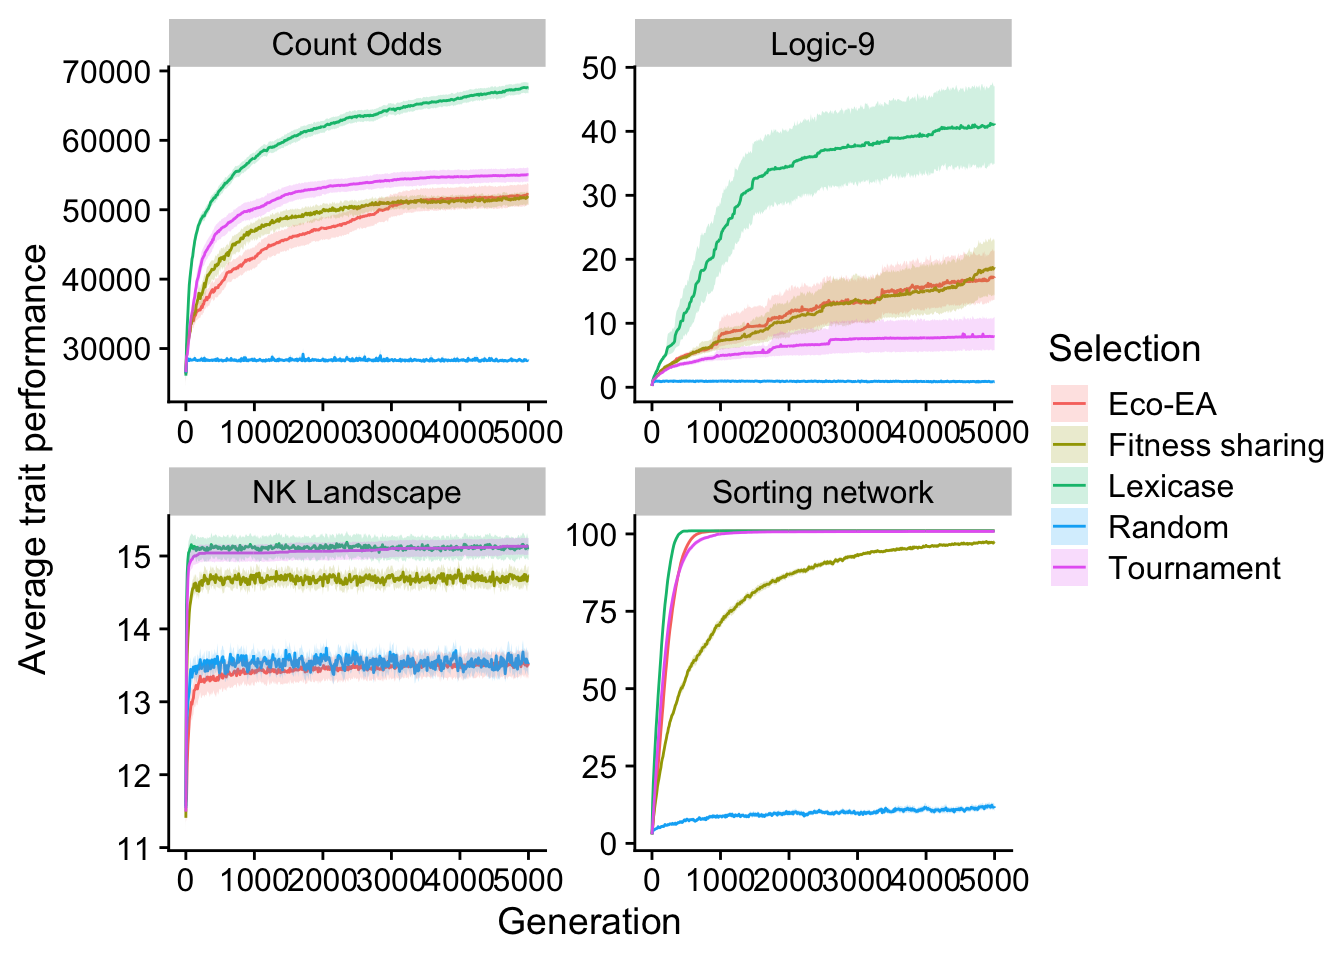 Count Odds
Logic-9
70000
60000
50000
40000
30000
50
40
30
20
10
0
0 1000 2000 3000 4000 5000
0 1000 2000 3000 4000 5000
NK Landscape
Sorting network
15
14
13
12
11
100
75
50
25
0
0 1000 2000 3000 4000 5000
0 1000 2000 3000 4000 5000
Average trait performance
Generation
Selection
Eco-EA
Fitness sharing
Lexicase
Random
Tournament